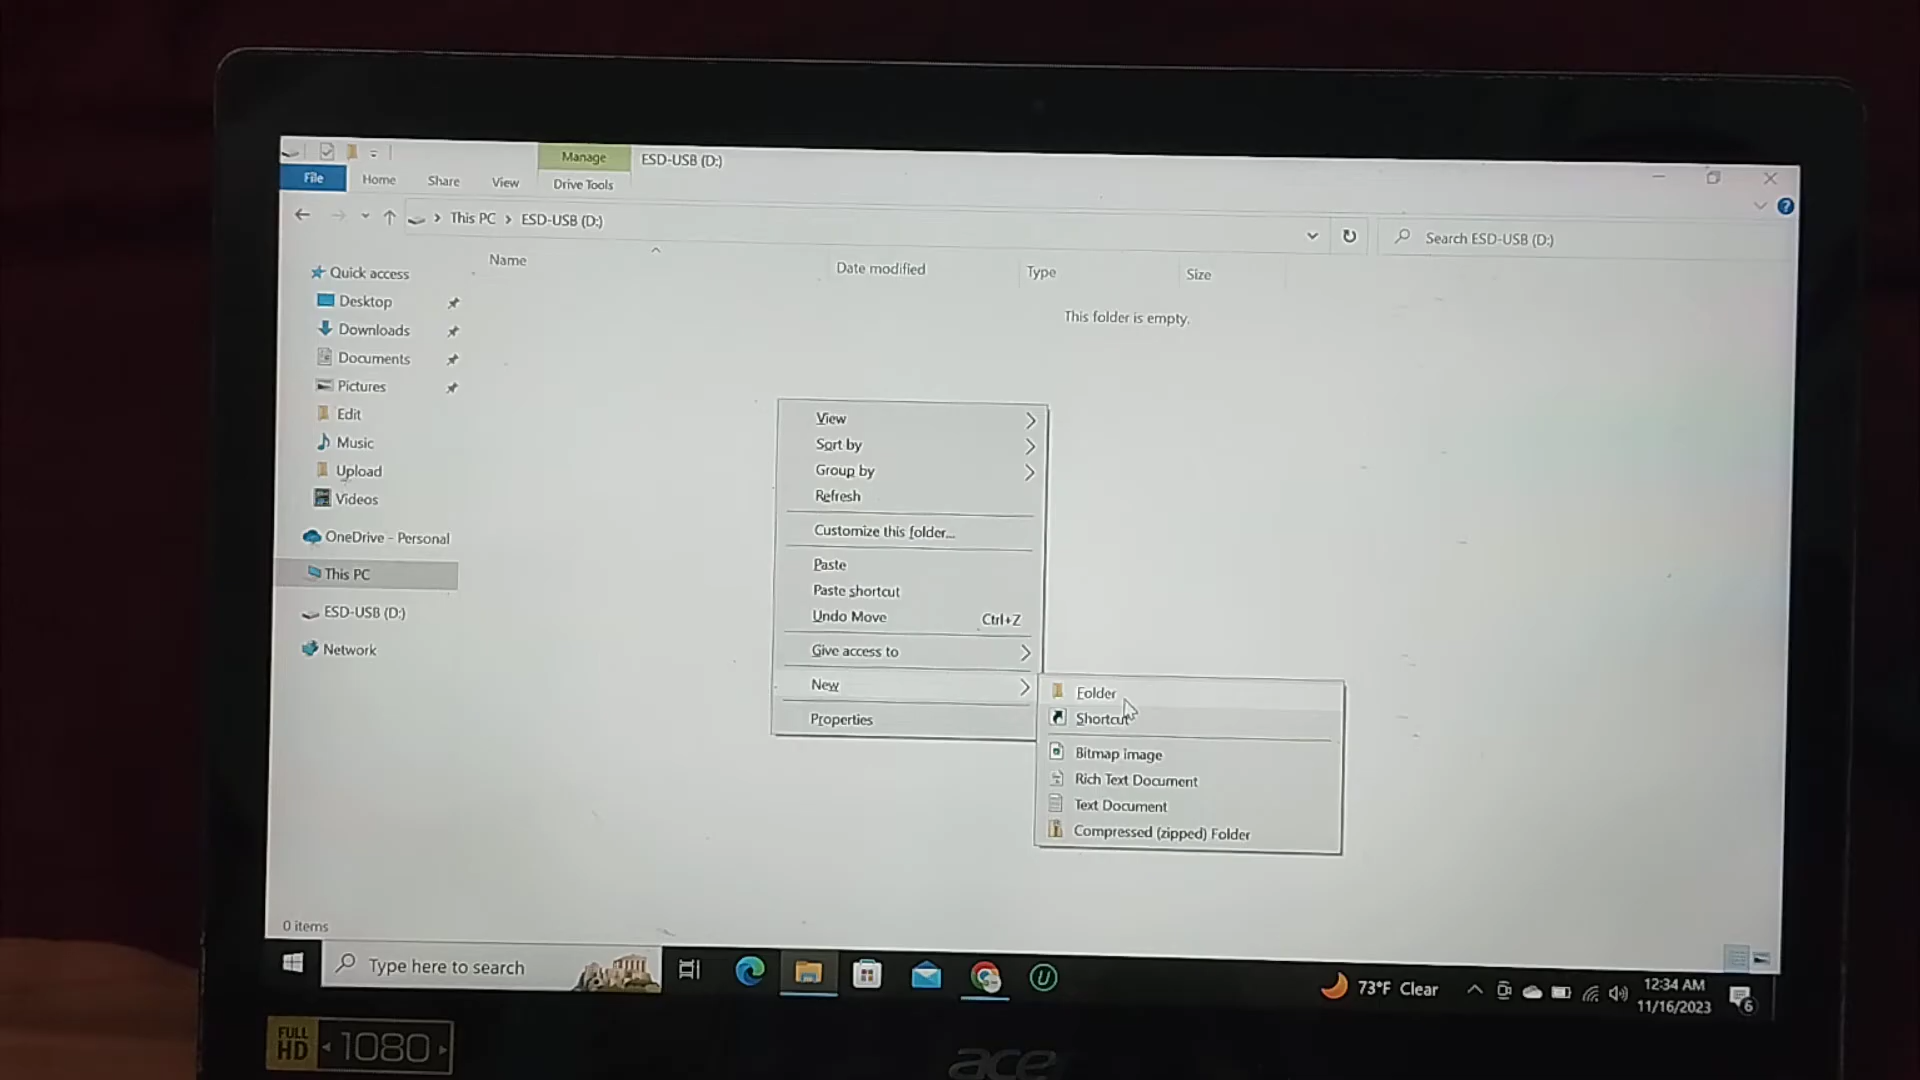 Manage
ESD-USB (D:)
File
Home
Share
View
Drive Tools
This PC > ESD-USB (D:)
Search ESD-USB (D:)
Name
Date modified
Type
Size
This folder is empty.
Quick access
Desktop
Downloads
Documents
Pictures
Edit
Music
Upload
Videos
OneDrive - Personal
This PC
ESD-USB (D:)
Network
View
Sort by
Group by
Refresh
Customize this folder...
Paste
Paste shortcut
Undo Move Ctrl+Z
Give access to
New
Properties
Folder
Shortcut
Bitmap image
Rich Text Document
Text Document
Compressed (zipped) Folder
0 items
Type here to search
73°F Clear
12:34 AM
11/16/2023
6
FULL HD 1080
acer